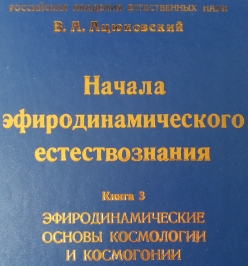 РОССИЙСКАЯ АКАДЕМИЯ ЕСТЕСТВЕННЫХ НАУК
В. А. Ацюковский
Начала
эфиродинамического
естествознания
Книга 3
ЭФИРОДИНАМИЧЕСКИЕ
ОСНОВЫ КОСМОЛОГИИ
И КОСМОГОНИИ